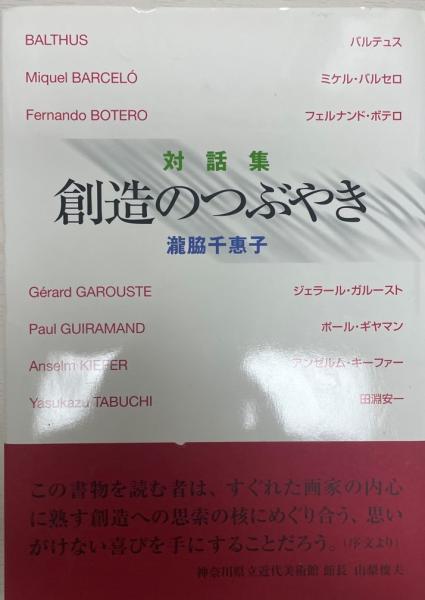 BALTHUS バルテュス
Miquel BARCELÓ ミケル・バルセロ
Fernando BOTERO フェルナンド・ボテロ
対話集
創造のつぶやき
瀧脇千惠子
Gérard GAROUSTE ジェラール・ガルースト
Paul GUIRAMAND ポール・ギヤマン
Anselm KIEFER アンゼルム・キーファー
Yasukazu TABUCHI 田淵安一
この書物を読む者は、すぐれた画家の内心
に熟す創造への思索の核にめぐり合う、思い
がけない喜びを手にすることだろう。(序文より)
神奈川県立近代美術館 館長 山梨俊夫